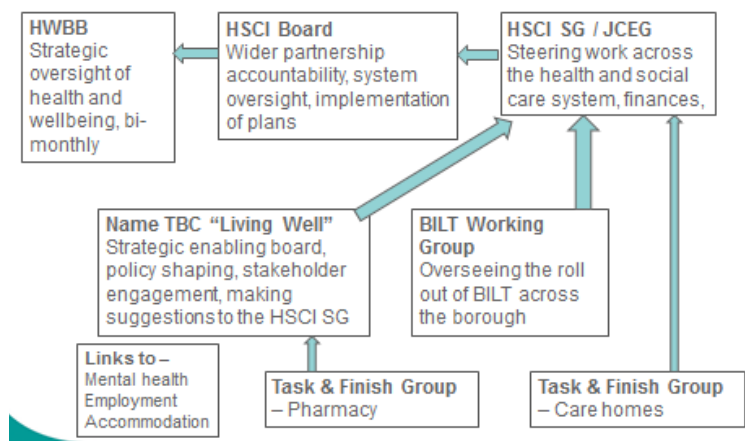 HWBB
Strategic
oversight of
health and
wellbeing, bi-
monthly
HSCI Board
Wider partnership
accountability, system
oversight, implementation
of plans
HSCI SG / JCEG
Steering work across
the health and social
care system, finances,
Name TBC “Living Well”
Strategic enabling board,
policy shaping, stakeholder
engagement, making
suggestions to the HSCI SG
BILT Working
Group
Overseeing the roll
out of BILT across
the borough
Links to –
Mental health
Employment
Accommodation
Task & Finish Group
– Pharmacy
Task & Finish Group
– Care homes